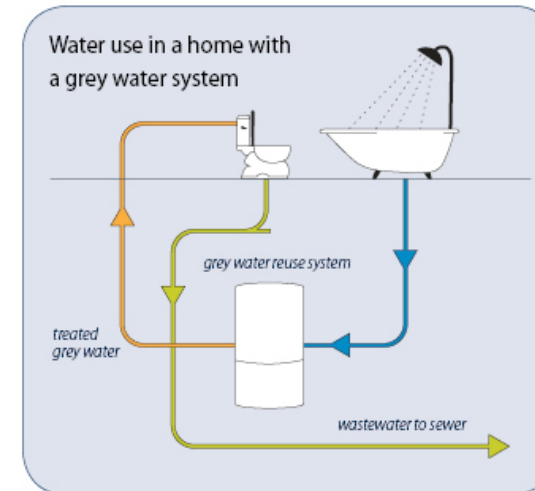 Water use in a home with
a grey water system
grey water reuse system
treated
grey water
wastewater to sewer